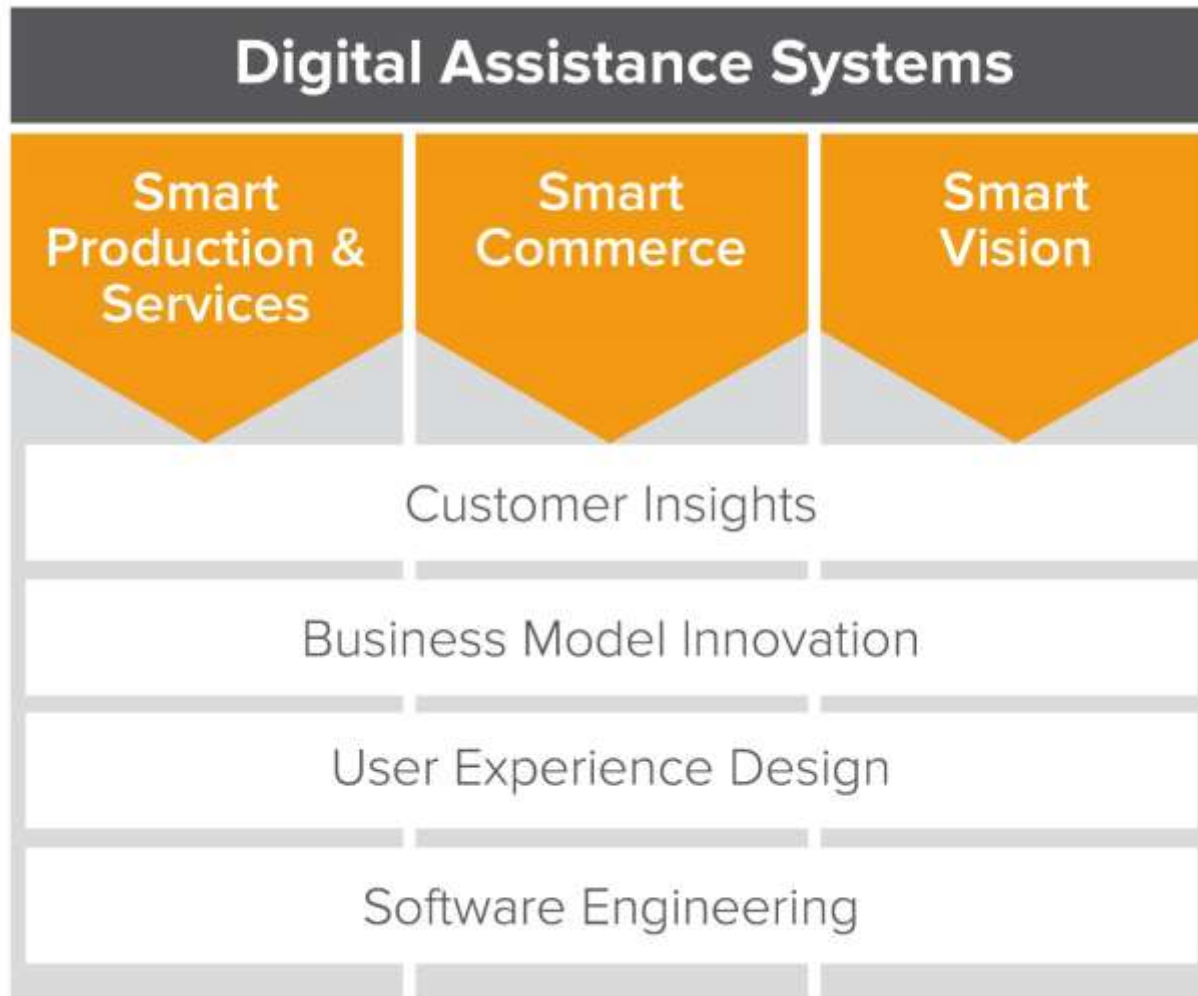 Digital Assistance Systems
Smart
Production &
Services
Smart
Commerce
Smart
Vision
Customer Insights
Business Model Innovation
User Experience Design
Software Engineering